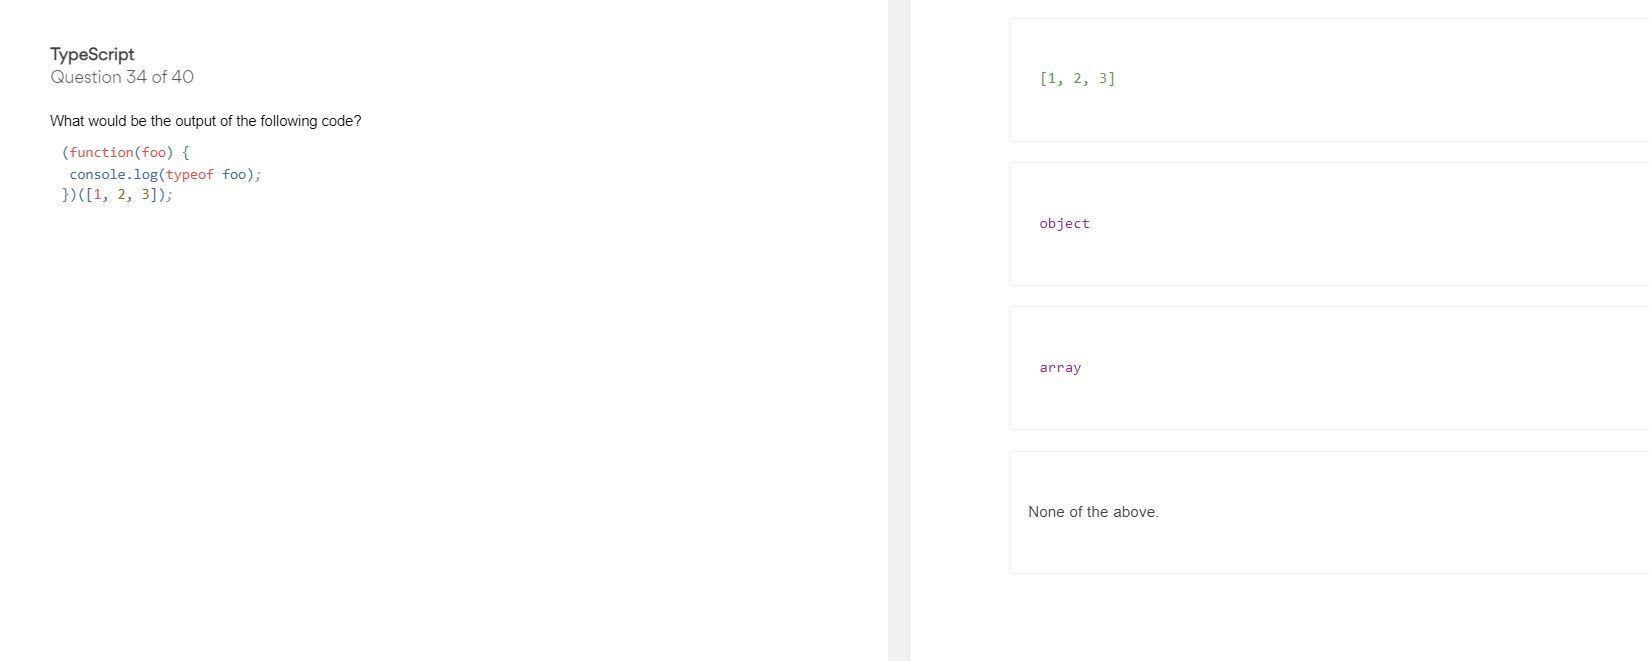 TypeScript
Question 34 of 40
What would be the output of the following code?
(function(foo) {
 console.log(typeof foo);
})([1, 2, 3]);
[1, 2, 3]
object
array
None of the above.